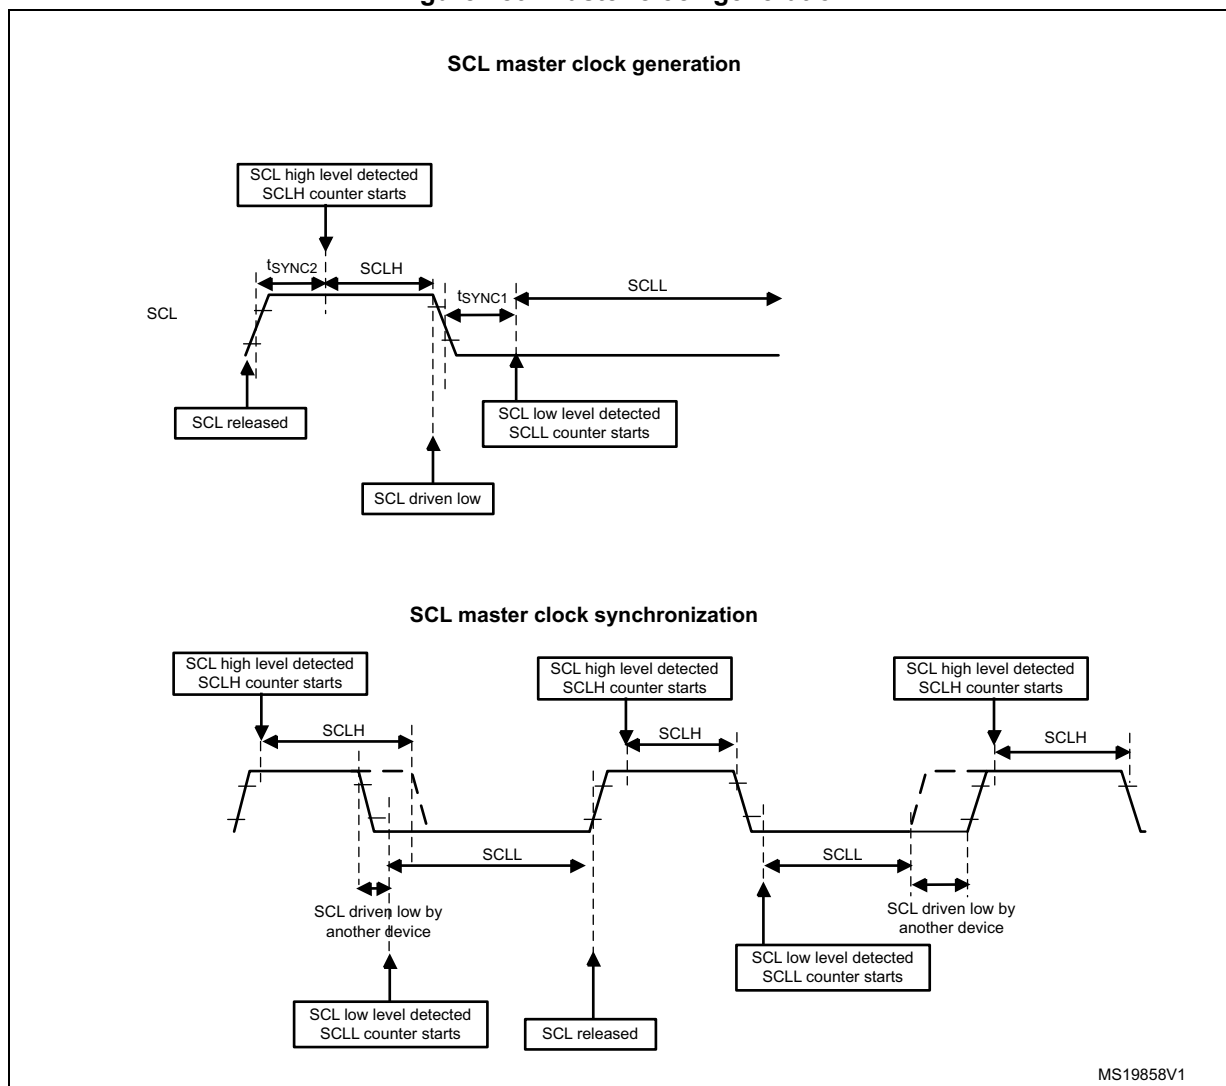 SCL master clock generation
SCL high level detected
SCLH counter starts
tSYNC2
SCLH
SCLL
tSYNC1
SCL
SCL released
SCL low level detected
SCLL counter starts
SCL driven low
SCL master clock synchronization
SCL high level detected
SCLH counter starts
SCL high level detected
SCLH counter starts
SCL high level detected
SCLH counter starts
SCLH
SCLH
SCLH
SCLL
SCLL
SCL driven low by
another device
SCL driven low by
another device
SCL low level detected
SCLL counter starts
SCL low level detected
SCLL counter starts
SCL released
MS19858V1